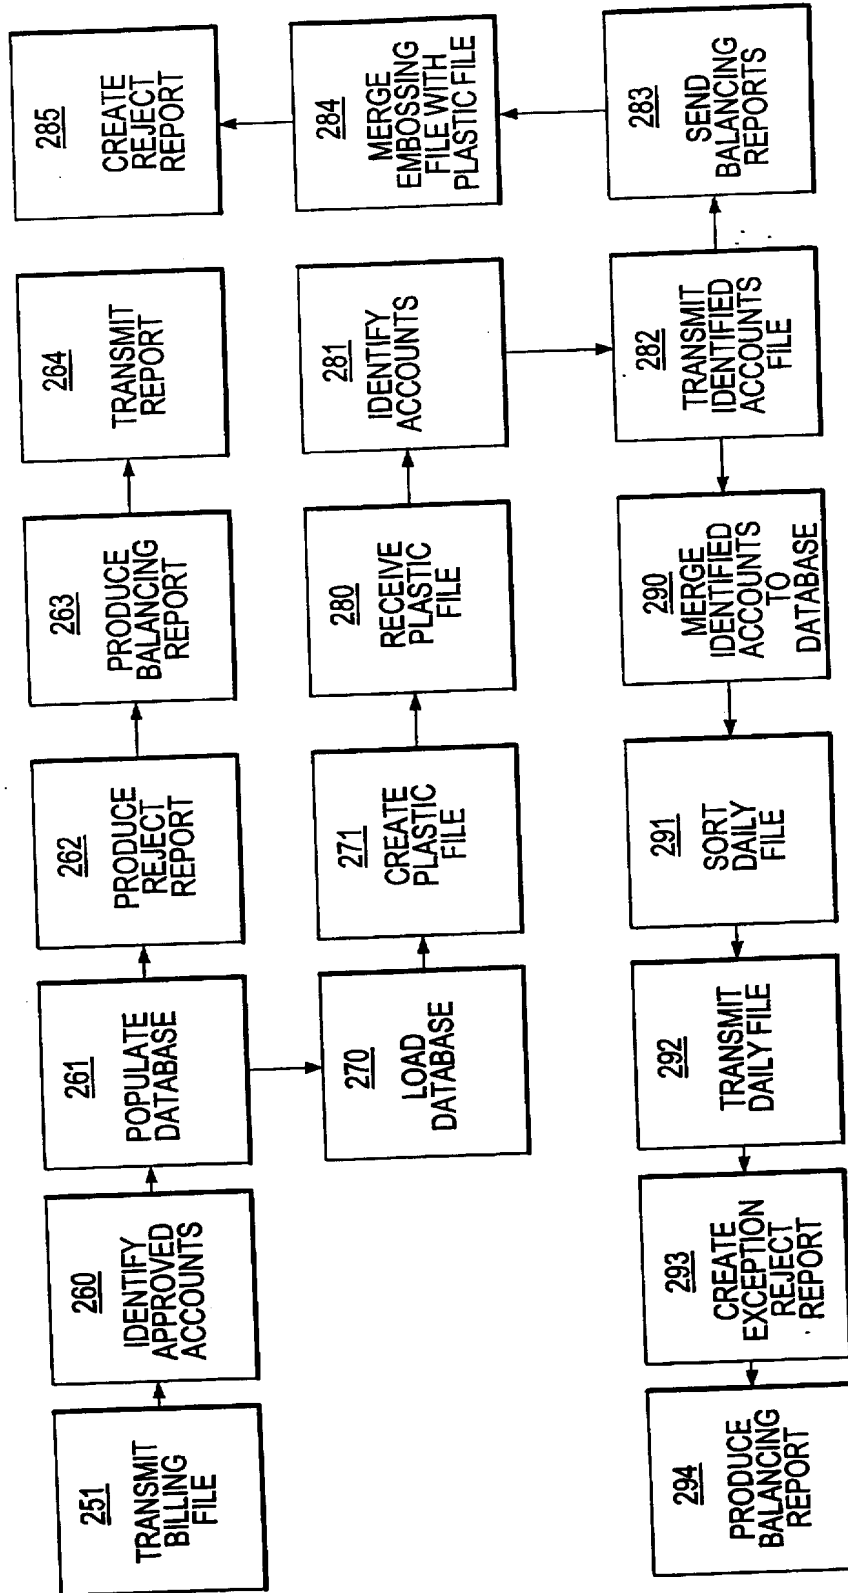 251
TRANSMIT
BILLING
FILE
260
IDENTIFY
APPROVED
ACCOUNTS
261
POPULATE
DATABASE
262
PRODUCE
REJECT
REPORT
263
PRODUCE
BALANCING
REPORT
264
TRANSMIT
REPORT
285
CREATE
REJECT
REPORT
270
LOAD
DATABASE
271
CREATE
PLASTIC
FILE
280
RECEIVE
PLASTIC
FILE
281
IDENTIFY
ACCOUNTS
284
MERGE
EMBOSSING
FILE WITH
PLASTIC FILE
294
PRODUCE
BALANCING
REPORT
293
CREATE
EXCEPTION
REJECT
REPORT
292
TRANSMIT
DAILY FILE
291
SORT
DAILY
FILE
290
MERGE
IDENTIFIED
ACCOUNTS
TO
DATABASE
282
TRANSMIT
IDENTIFIED
ACCOUNTS
FILE
283
SEND
BALANCING
REPORTS